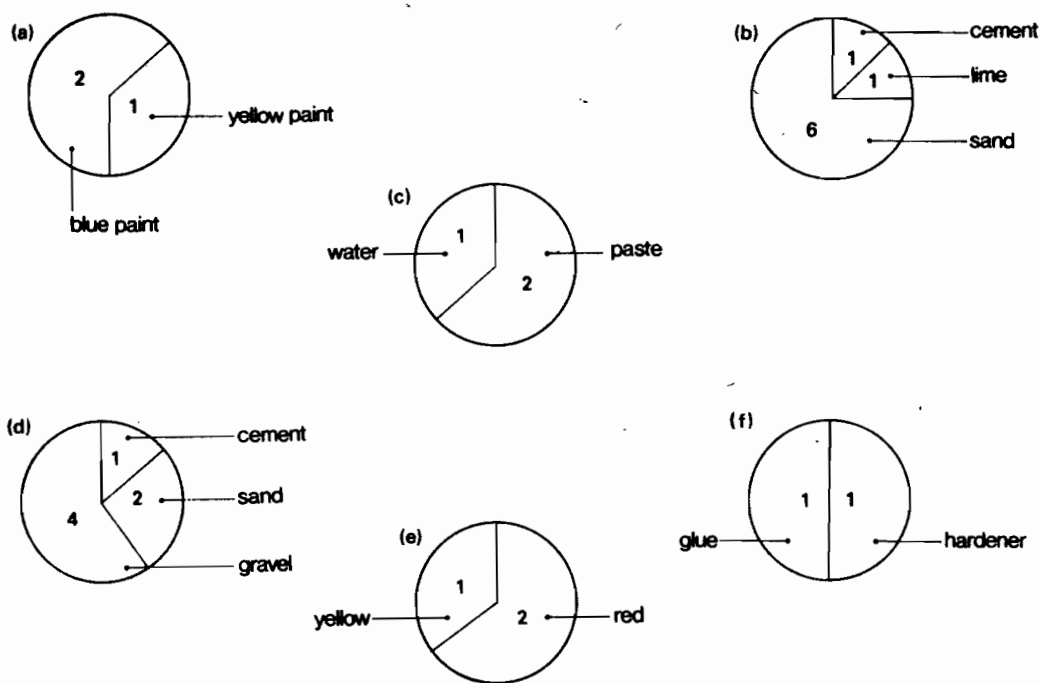 (a)
2
1
yellow paint
blue paint
(b)
cement
1
1
lime
6
sand
(c)
water
1
2
paste
(d)
cement
1
2
sand
4
gravel
(e)
1
yellow
2
red
(f)
1
1
glue
hardener